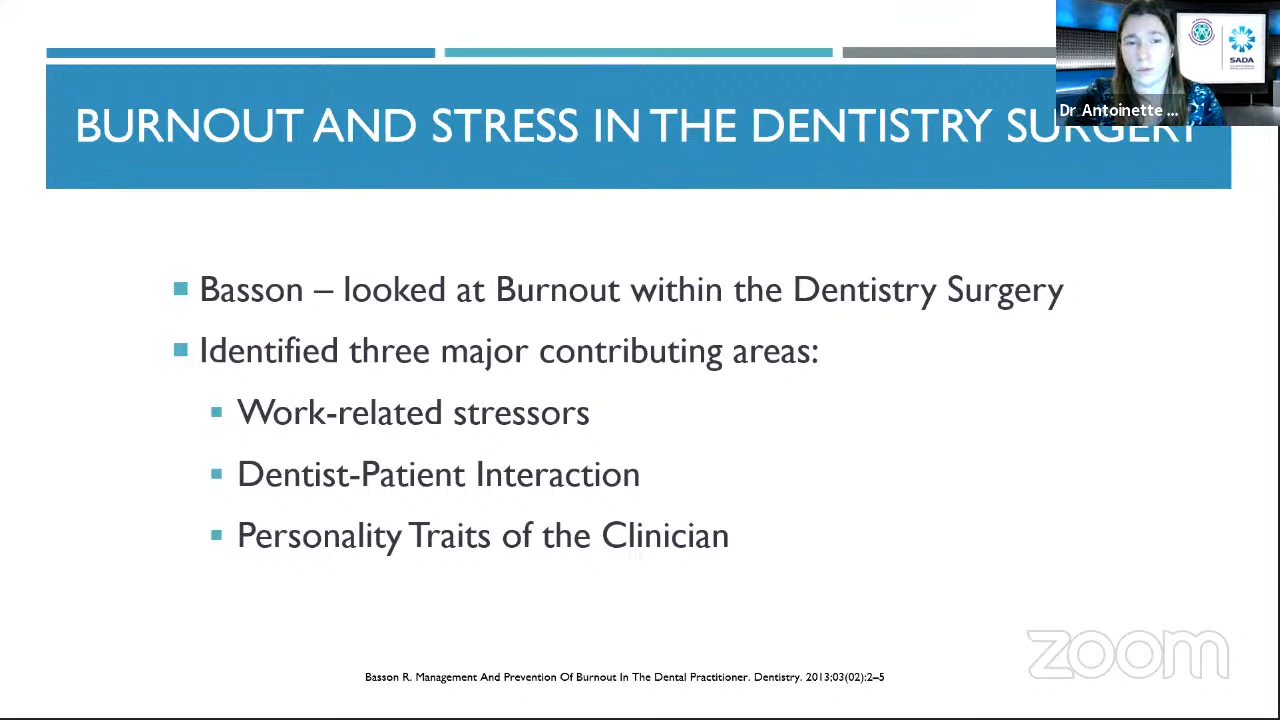 BURNOUT AND STRESS IN THE DENTISTRY SURGERY
SADA
Dr Antoinette ...
Basson – looked at Burnout within the Dentistry Surgery
Identified three major contributing areas:
Work-related stressors
Dentist-Patient Interaction
Personality Traits of the Clinician
zoom
Basson R. Management And Prevention Of Burnout In The Dental Practitioner. Dentistry. 2013;03(02):2–5